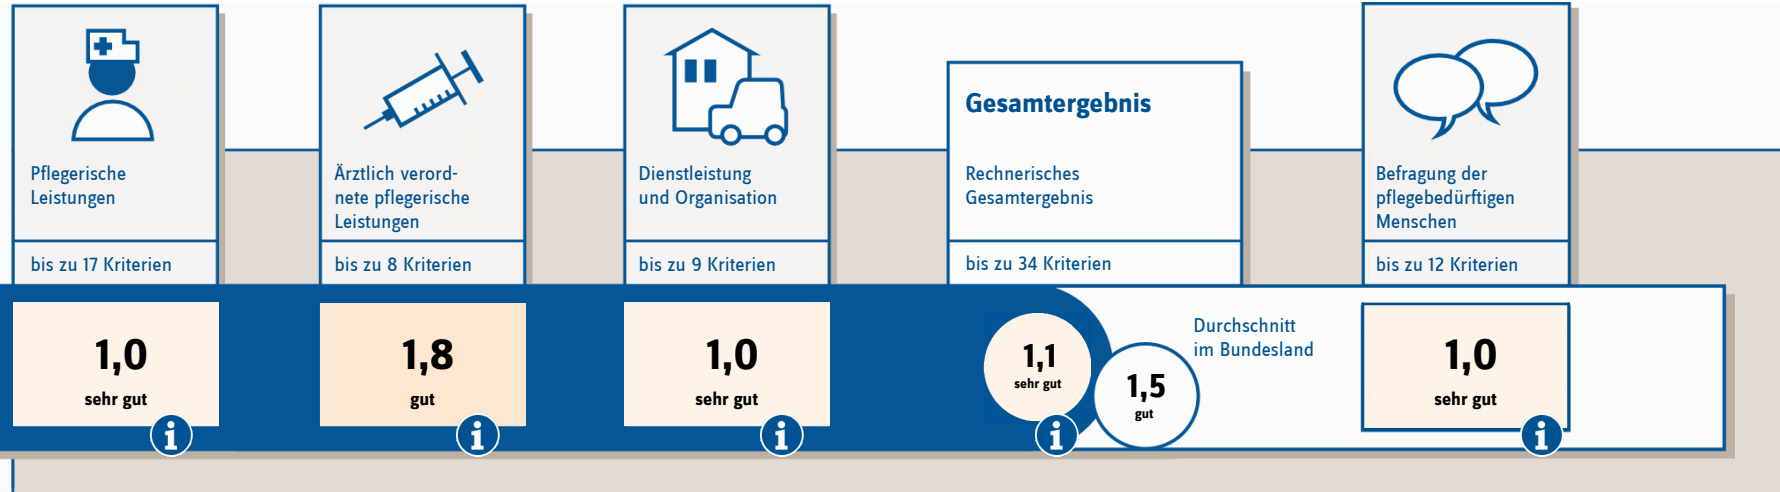 Pflegerische
Leistungen
bis zu 17 Kriterien
1,0
sehr gut
i
Ärztlich verord-
nete pflegerische
Leistungen
bis zu 8 Kriterien
1,8
gut
i
Dienstleistung
und Organisation
bis zu 9 Kriterien
1,0
sehr gut
i
Gesamtergebnis
Rechnerisches
Gesamtergebnis
bis zu 34 Kriterien
1,1
sehr gut
i
1,5
gut
Durchschnitt
im Bundesland
Befragung der
pflegebedürftigen
Menschen
bis zu 12 Kriterien
1,0
sehr gut
i